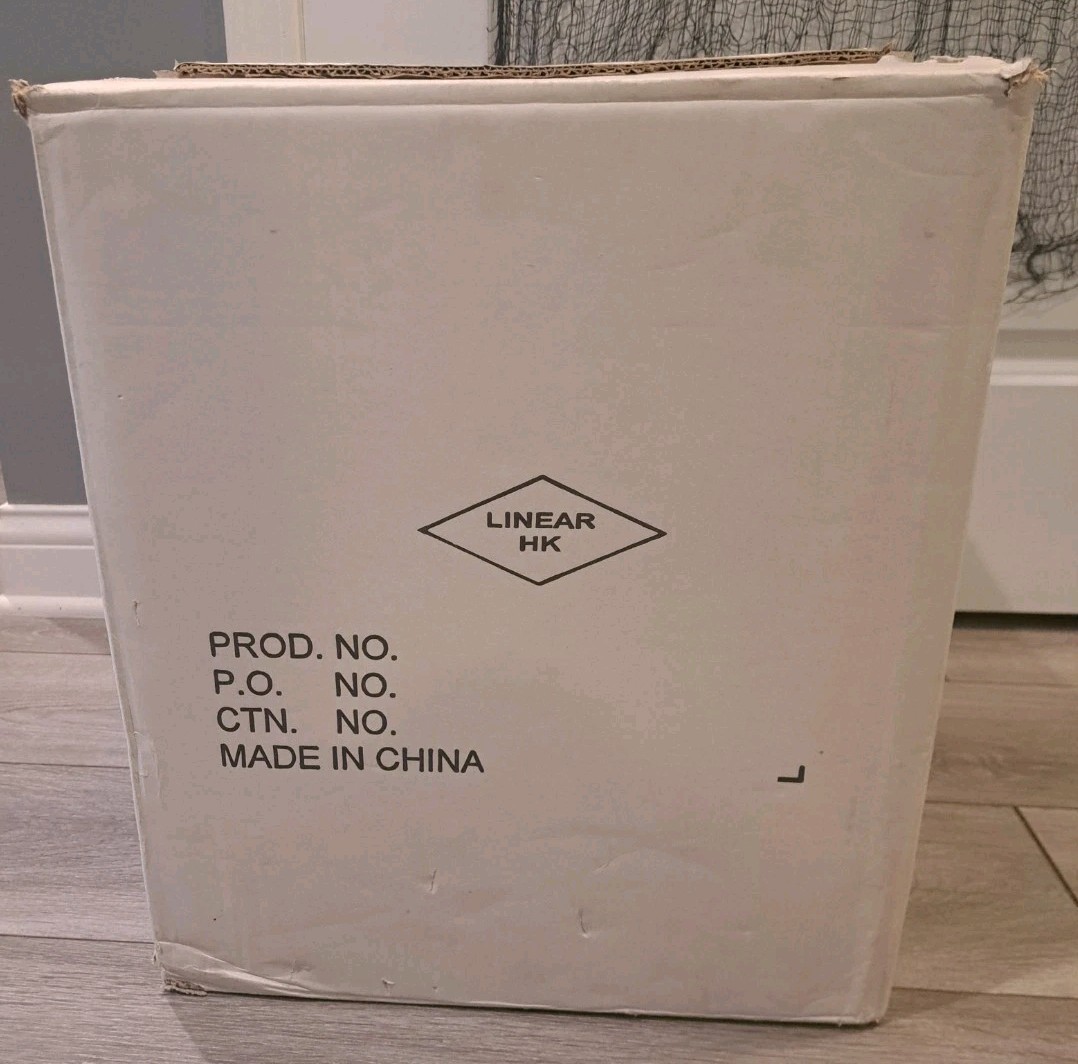 LINEAR
HK
PROD. NO.
P.O. NO.
CTN. NO.
MADE IN CHINA
L